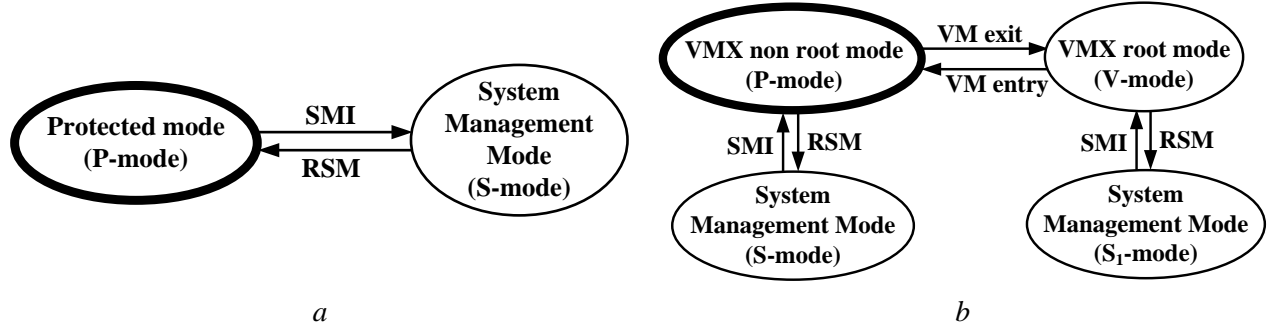 Protected mode
(P-mode)
SMI
RSM
System
Management
Mode
(S-mode)
a
VMX non root mode
(P-mode)
VM exit
VM entry
VMX root mode
(V-mode)
SMI
RSM
SMI
RSM
System
Management Mode
(S-mode)
System
Management Mode
(S₁-mode)
b